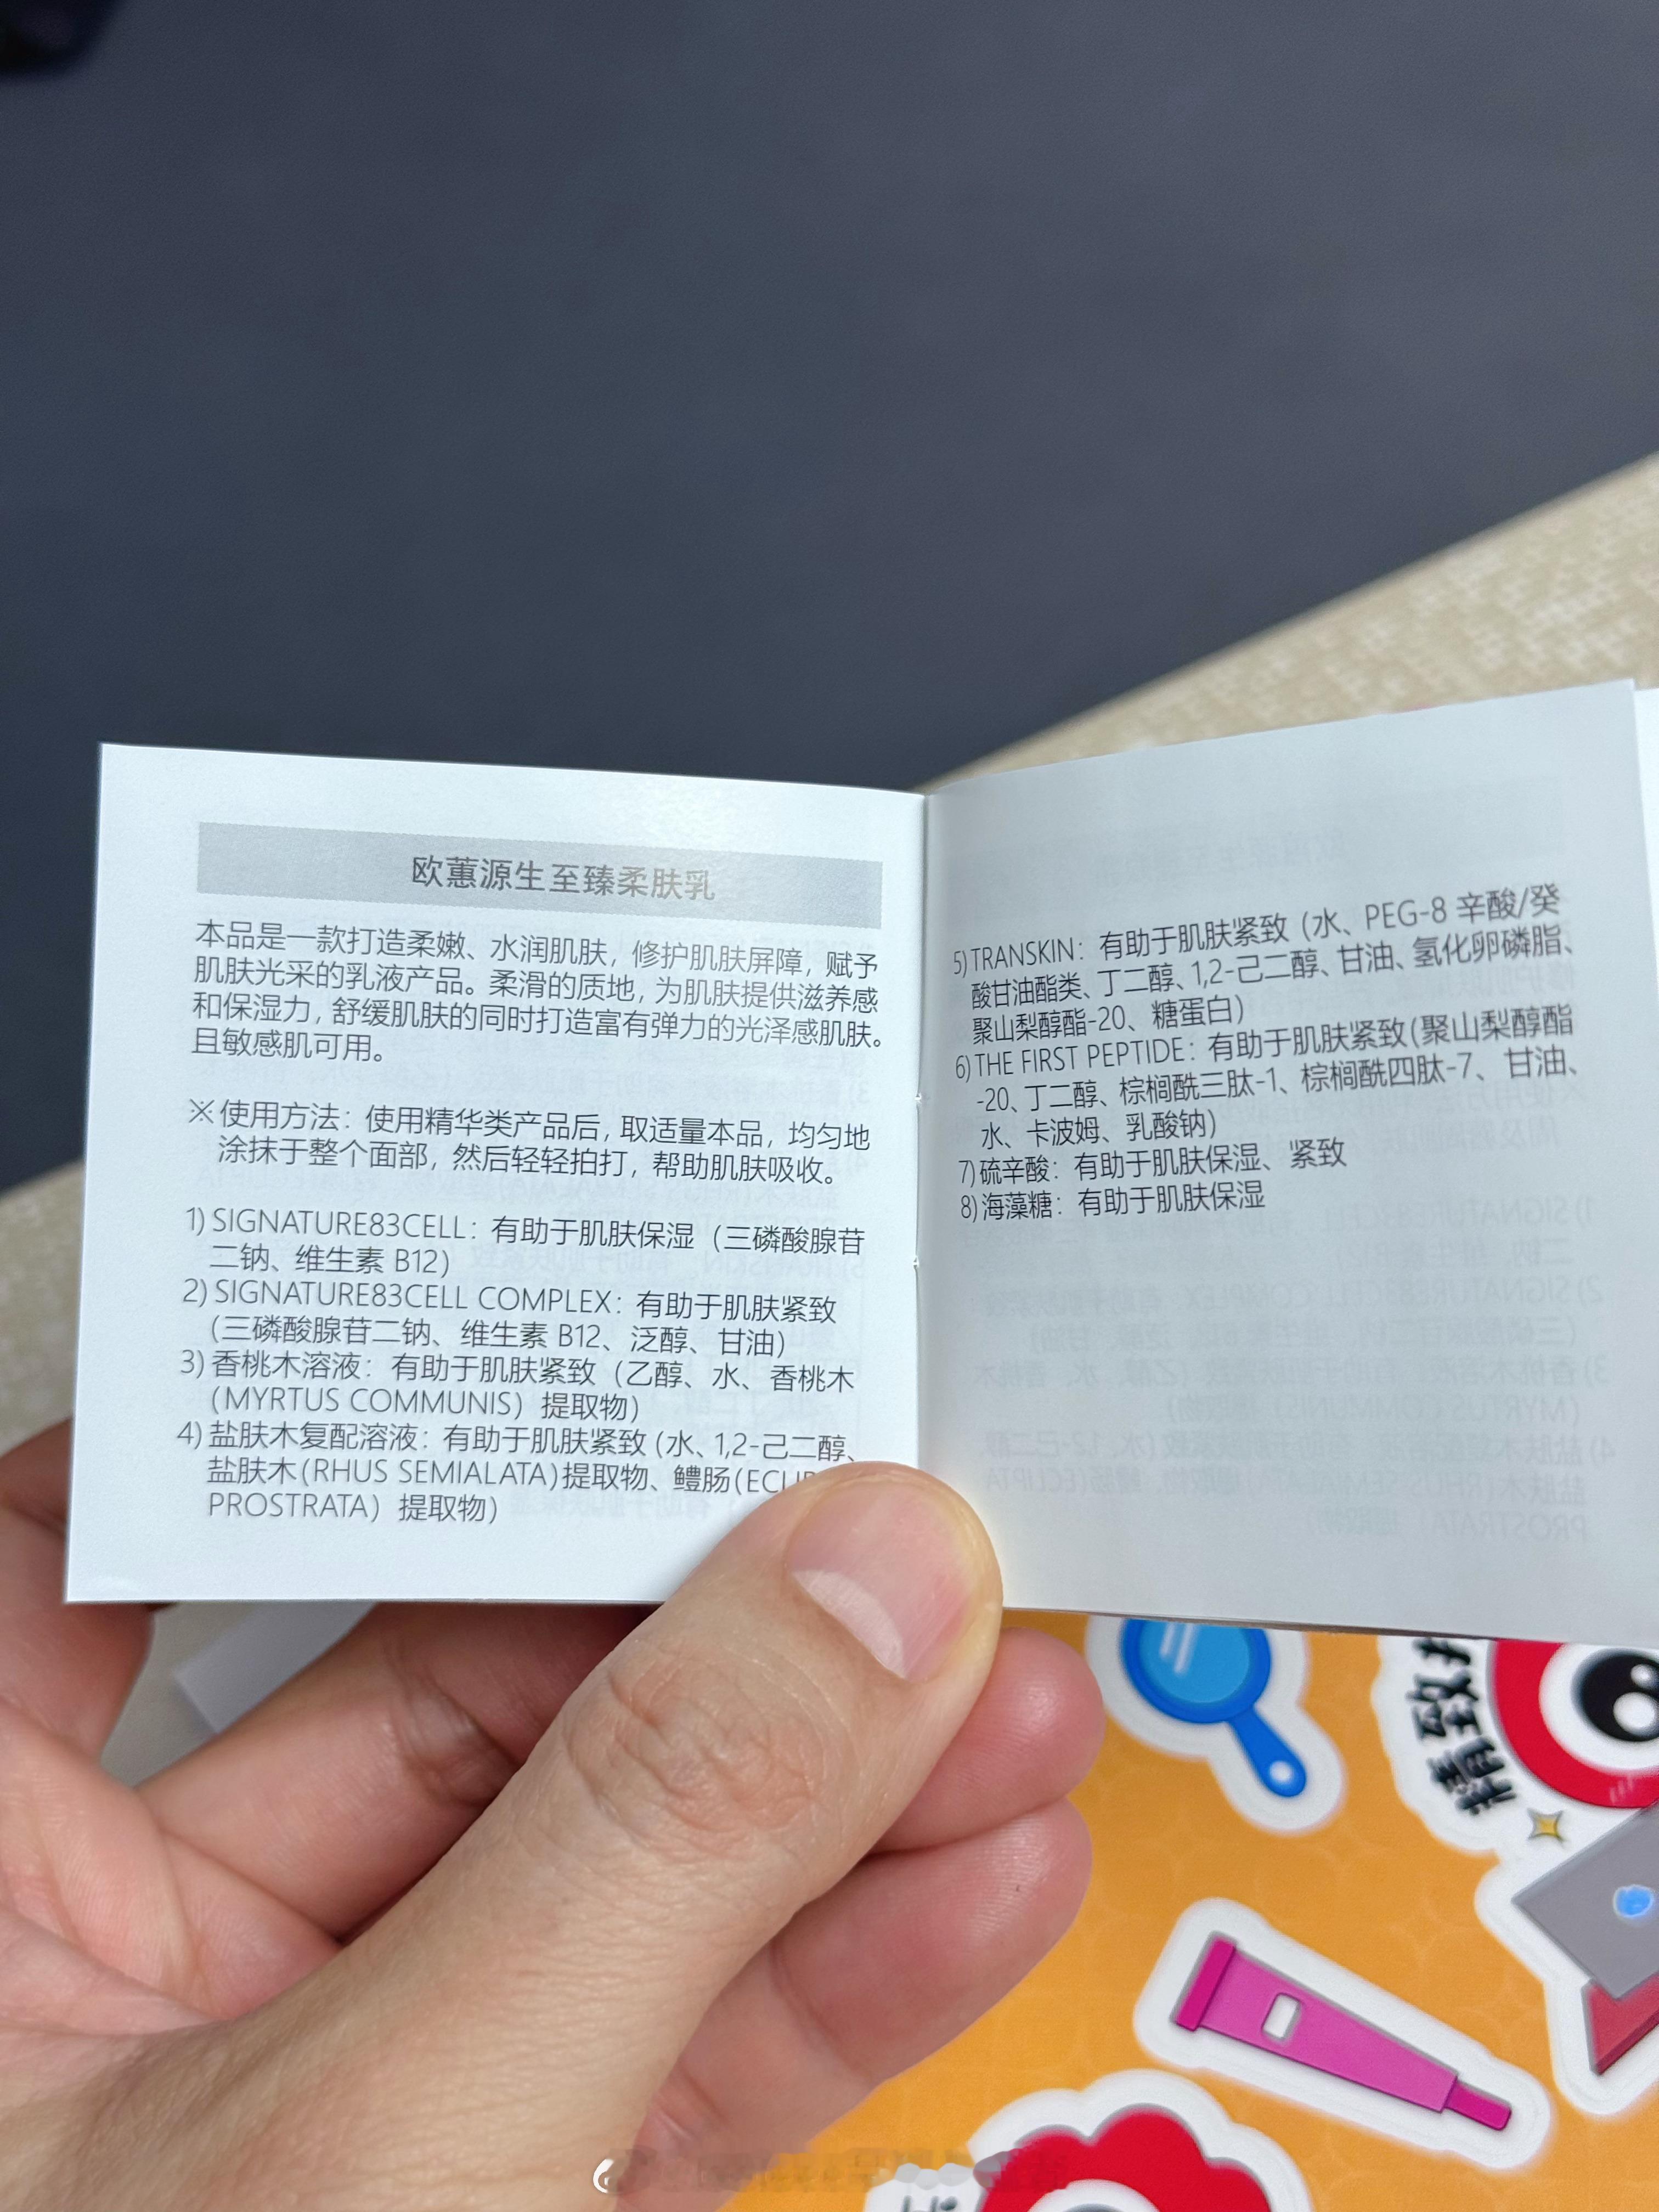 欧蕙源生至臻柔肤乳
本品是一款打造柔嫩、水润肌肤，修护肌肤屏障，赋予
肌肤光采的乳液产品。柔滑的质地，为肌肤提供滋养感
和保湿力，舒缓肌肤的同时打造富有弹力的光泽感肌肤。
且敏感肌可用。
※使用方法：使用精华类产品后，取适量本品，均匀地
涂抹于整个面部，然后轻轻拍打，帮助肌肤吸收。
1) SIGNATURE83CELL：有助于肌肤保湿（三磷酸腺苷
二钠、维生素 B12）
2) SIGNATURE83CELL COMPLEX：有助于肌肤紧致
（三磷酸腺苷二钠、维生素 B12、泛醇、甘油）
3) 香桃木溶液：有助于肌肤紧致（乙醇、水、香桃木
（MYRTUS COMMUNIS）提取物）
4) 盐肤木复配溶液：有助于肌肤紧致（水、1,2-己二醇、
盐肤木(RHUS SEMIALATA)提取物、鳢肠(
PROSTRATA）提取物）
5) TRANSKIN：有助于肌肤紧致（水、PEG-8 辛酸/癸
酸甘油酯类、丁二醇、1,2-己二醇、甘油、氢化卵磷脂、
聚山梨醇酯-20、糖蛋白）
6) THE FIRST PEPTIDE：有助于肌肤紧致(聚山梨醇酯
-20、丁二醇、棕榈酰三肽-1、棕榈酰四肽-7、甘油、
水、卡波姆、乳酸钠）
7) 硫辛酸：有助于肌肤保湿、紧致
8) 海藻糖：有助于肌肤保湿